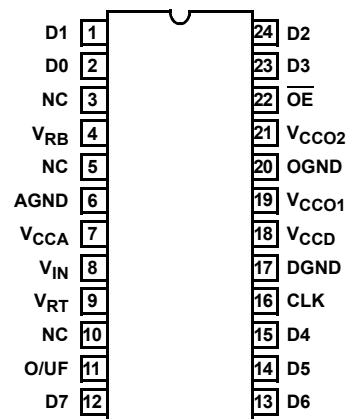 D1 1 24 D2
D0 2 23 D3
NC 3 22 OE
VRB 4 21 VCCO2
NC 5 20 OGND
AGND 6 19 VCCO1
VCCA 7 18 VCCD
VIN 8 17 DGND
VRT 9 16 CLK
NC 10 15 D4
O/UF 11 14 D5
D7 12 13 D6